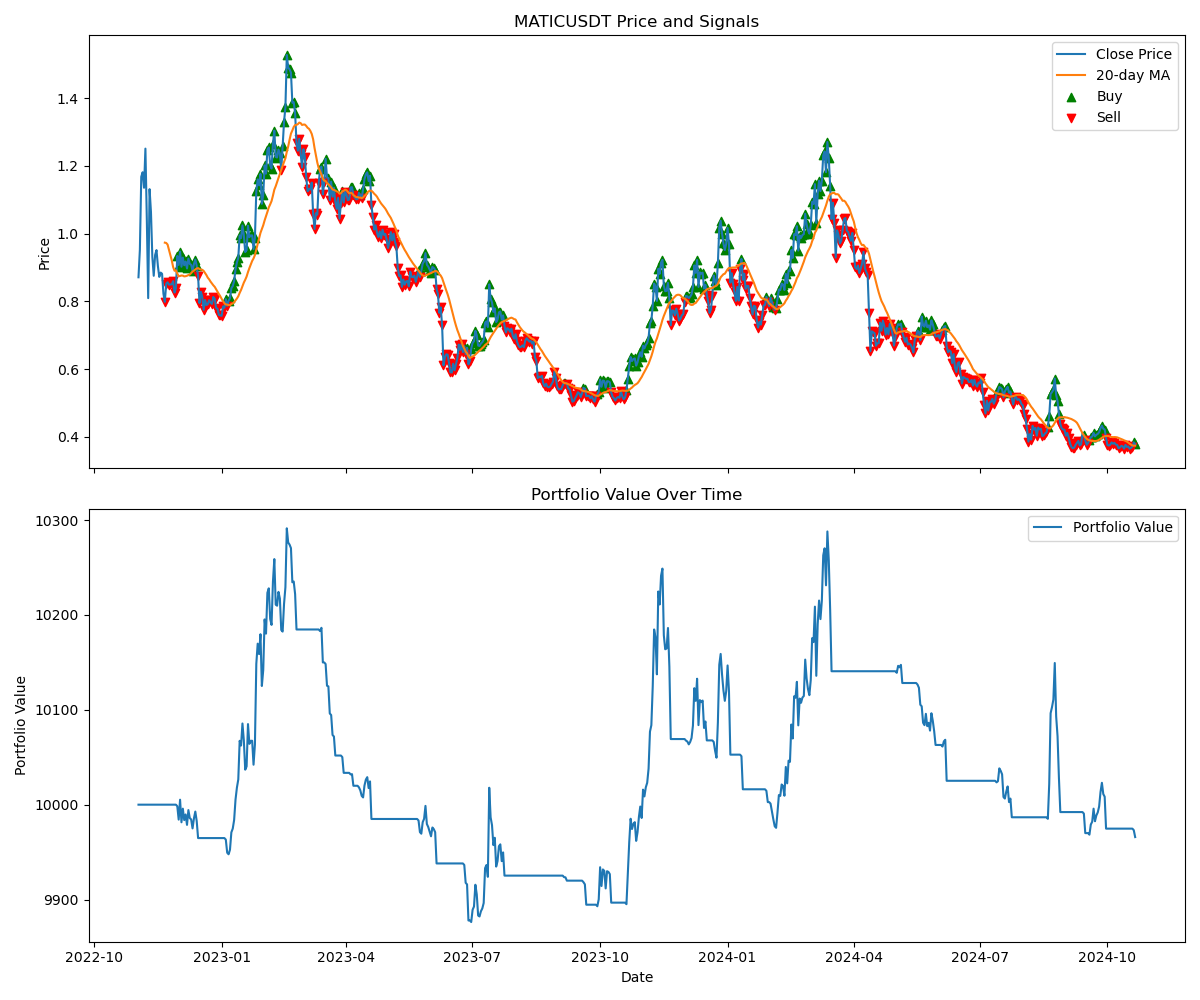 MATICUSDT Price and Signals
Close Price
20-day MA
Buy
Sell
1.4
1.2
1.0
0.8
0.6
0.4
Price
Portfolio Value Over Time
Portfolio Value
10300
10200
10100
10000
9900
Portfolio Value
2022-10
2023-01
2023-04
2023-07
2023-10
2024-01
2024-04
2024-07
2024-10
Date